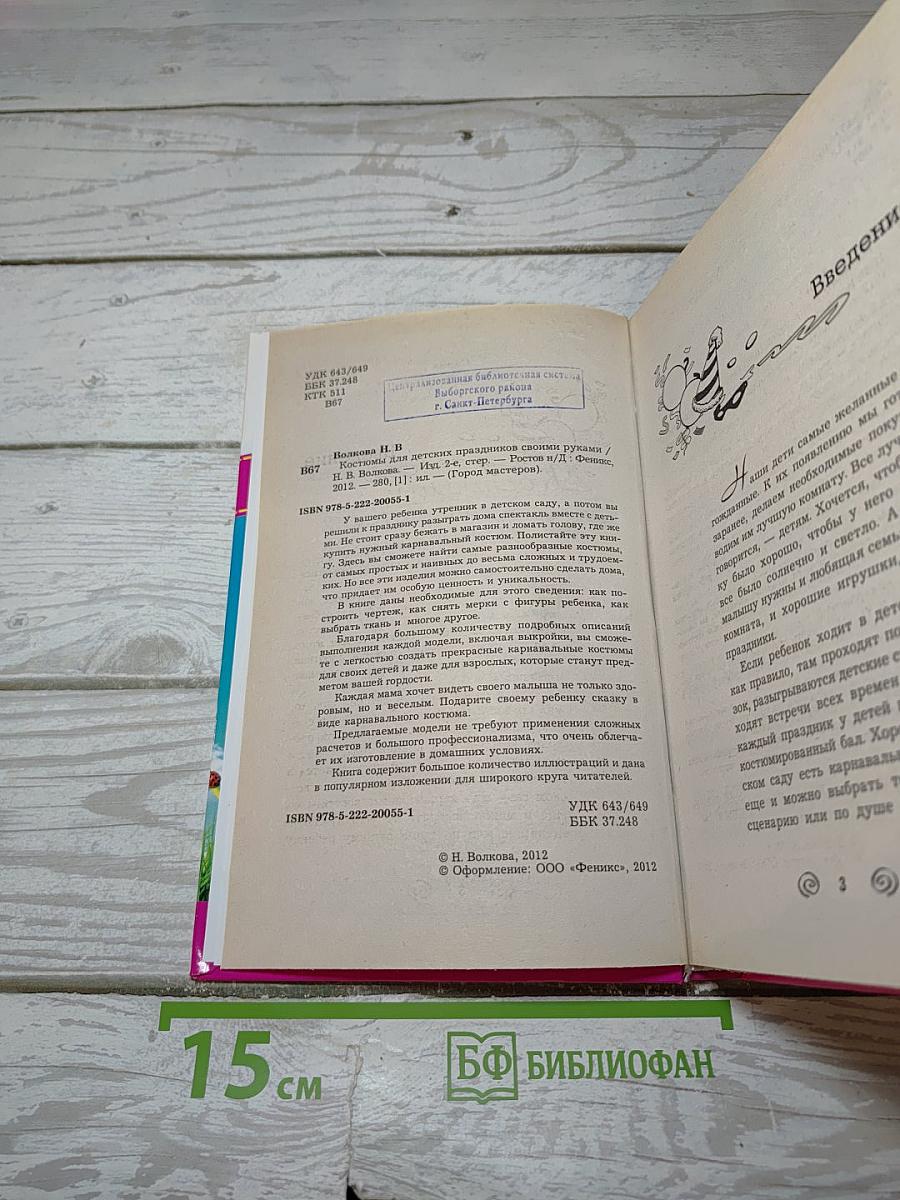 УДК 643/649
ББК 37.248
КТК 511
В67
Централизованная библиотечная система
Выборгского района
г. Санкт-Петербурга
Волкова Н. В
В67
Костюмы для детских праздников своими руками /
Н. В. Волкова. — Изд. 2-е, стер. — Ростов н/Д : Феникс,
2012. — 280, [1] : ил. — (Город мастеров).
ISBN 978-5-222-20055-1
У вашего ребенка утренник в детском саду, а потом вы
решили к празднику разыграть дома спектакль вместе с деть-
ми. Не стоит сразу бежать в магазин и ломать голову, где же
купить нужный карнавальный костюм. Полистайте эту кни-
гу. Здесь вы сможете найти самые разнообразные костюмы,
от самых простых и наивных до весьма сложных и трудоем-
ких. Но все эти изделия можно самостоятельно сделать дома,
что придает им особую ценность и уникальность.
В книге даны необходимые для этого сведения: как по-
строить чертеж, как снять мерки с фигуры ребенка, как
выбрать ткань и многое другое.
Благодаря большому количеству подробных описаний
выполнения каждой модели, включая выкройки, вы сможе-
те с легкостью создать прекрасные карнавальные костюмы
для своих детей и даже для взрослых, которые станут пред-
метом вашей гордости.
Каждая мама хочет видеть своего малыша не только здо-
ровым, но и веселым. Подарите своему ребенку сказку в
виде карнавального костюма.
Предлагаемые модели не требуют применения сложных
расчетов и большого профессионализма, что очень облегча-
ет их изготовление в домашних условиях.
Книга содержит большое количество иллюстраций и дана
в популярном изложении для широкого круга читателей.
ISBN 978-5-222-20055-1
УДК 643/649
ББК 37.248
© Н. Волкова, 2012
© Оформление: ООО «Феникс», 2012
Введени
Наши дети самые желанные
гожданные. К их появлению мы гот
заранее, делаем необходимые покуп
водим им лучшую комнату. Все луч
говорится, — детям. Хочется, чтоб
ку было хорошо, чтобы у него
все было солнечно и светло. А
малышу нужны и любящая семь
комната, и хорошие игрушки,
праздники.
Если ребенок ходит в дет
как правило, там проходят по
зок, разыгрываются детские с
ходят встречи всех времен
каждый праздник у детей
костюмированный бал. Хоро
ском саду есть карнавалы
еще и можно выбрать т
сценарию или по душе
3
15 см
БФ БИБЛИОФАН